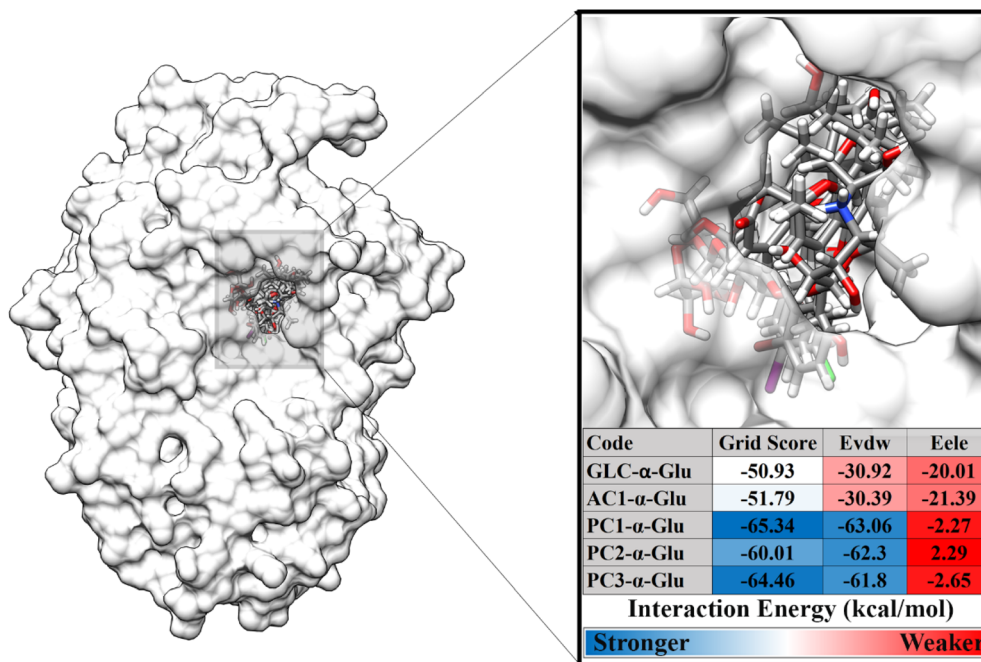 Code Grid Score Evdw Eele
GLC-α-Glu -50.93 -30.92 -20.01
AC1-α-Glu -51.79 -30.39 -21.39
PC1-α-Glu -65.34 -63.06 -2.27
PC2-α-Glu -60.01 -62.3 2.29
PC3-α-Glu -64.46 -61.8 -2.65
Interaction Energy (kcal/mol)
Stronger Weaker